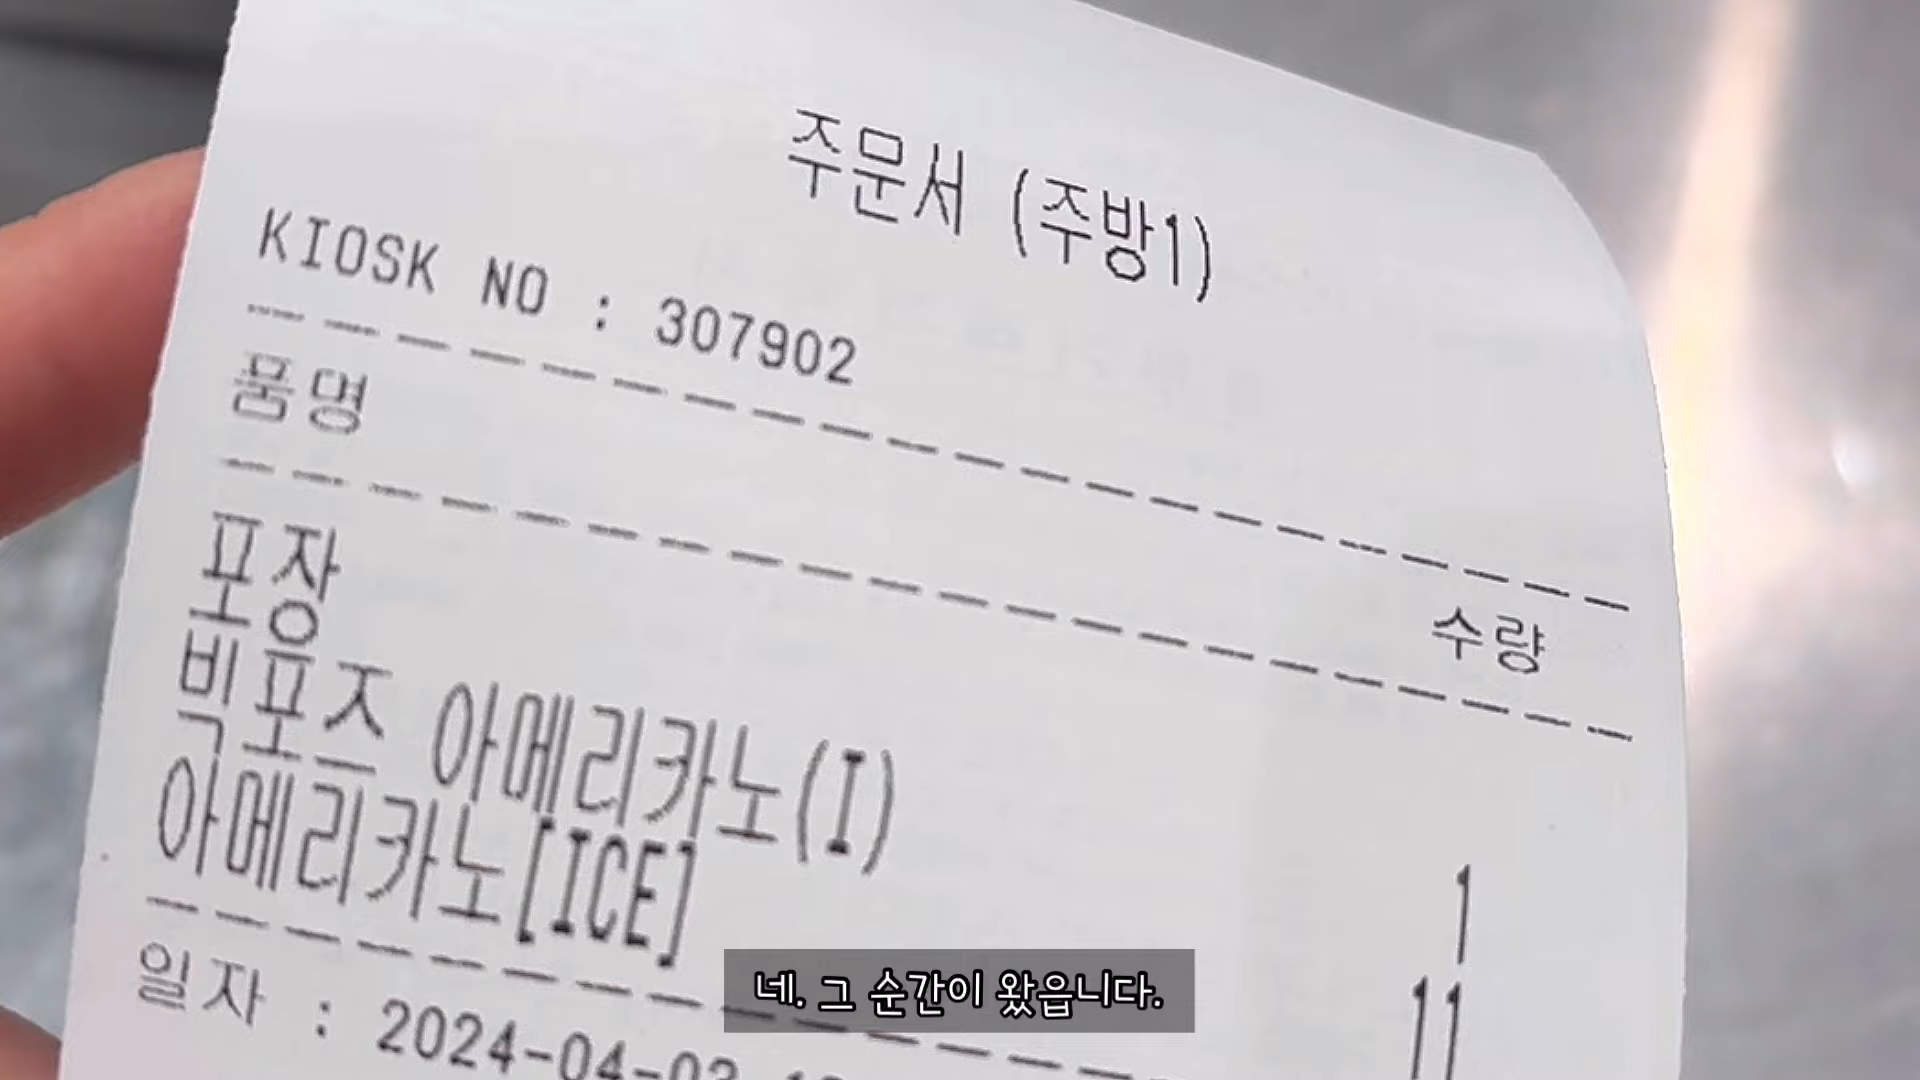 주문서 (주방1)
KIOSK NO : 307902
품명 수량
포장
빅포즈 아메리카노(I) 1
아메리카노[ICE] 11
일자 : 2024-04-03
네. 그 순간이 왔읍니다.